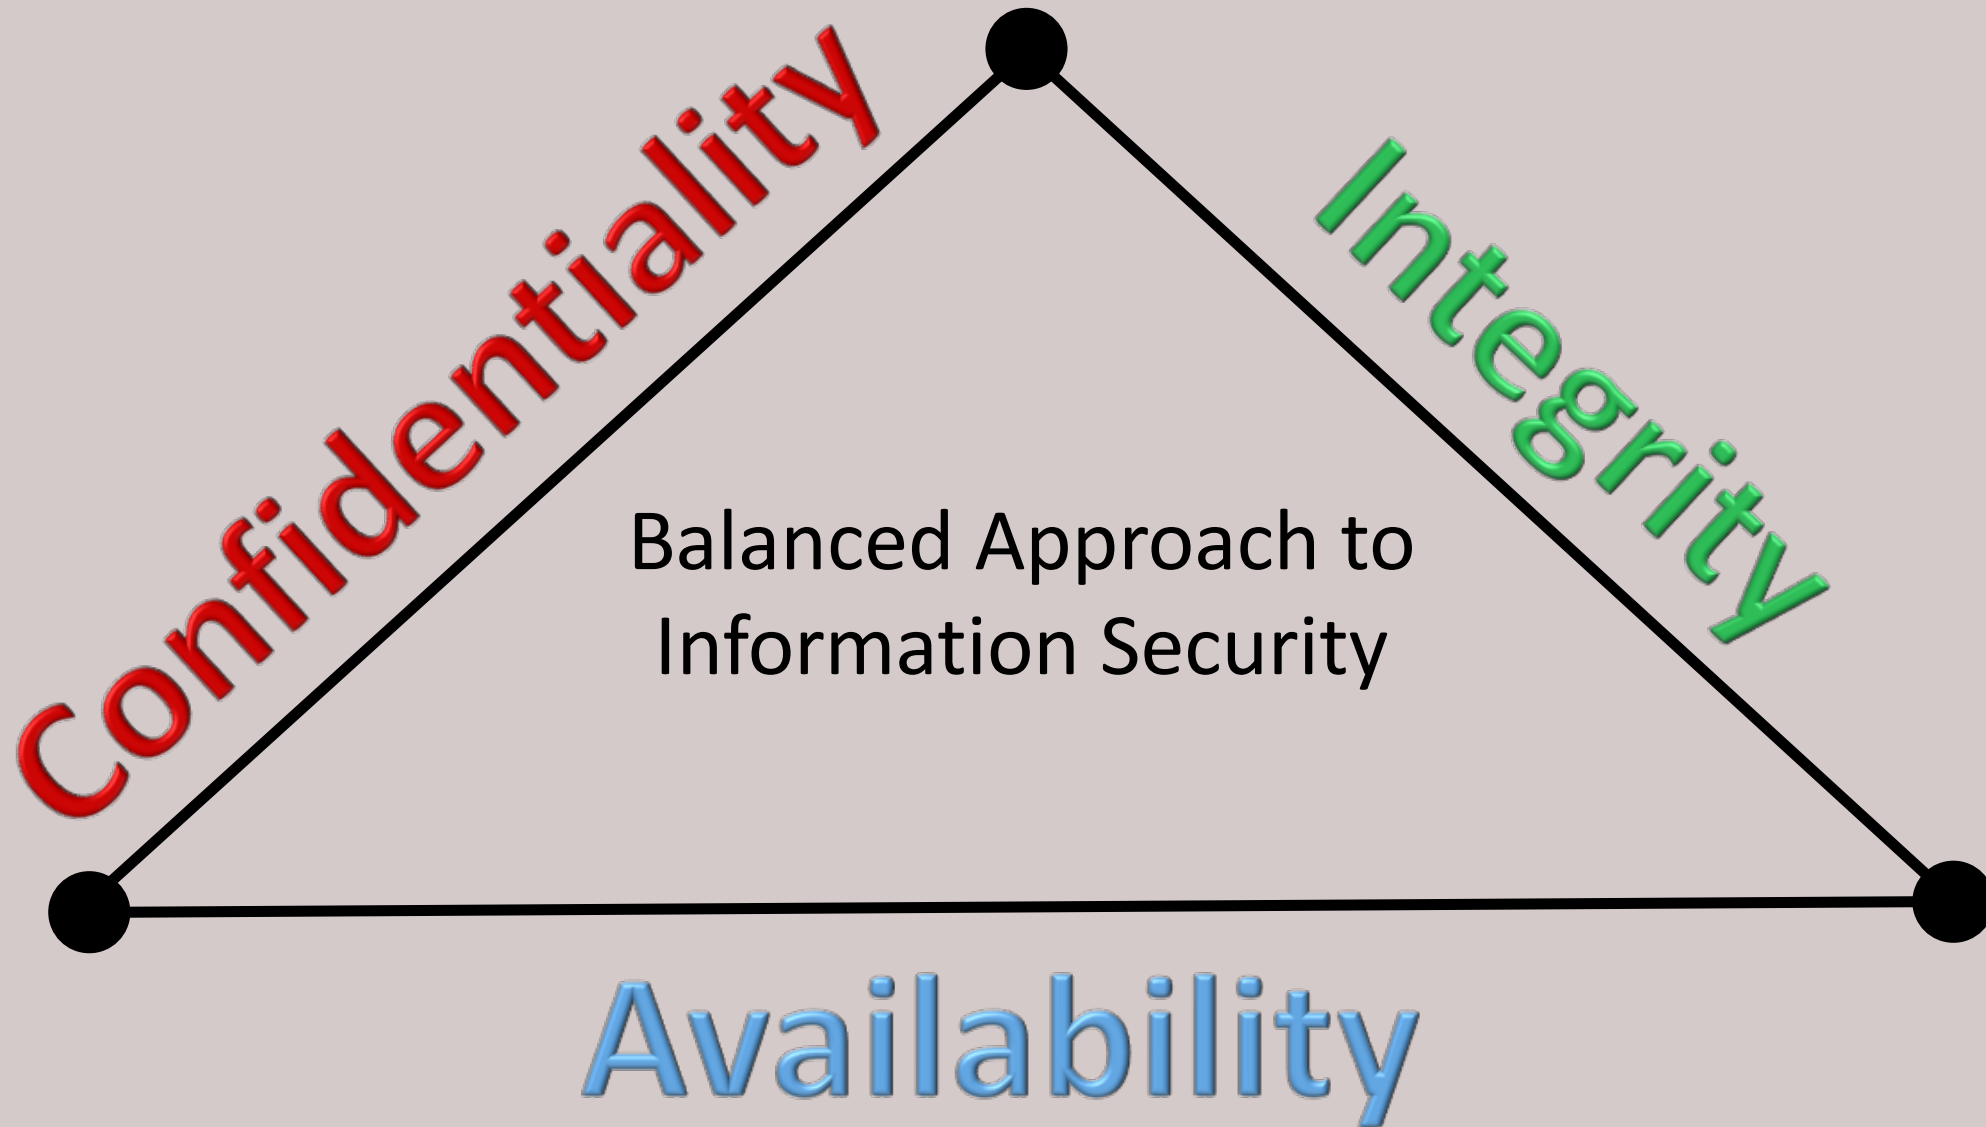 Confidentiality
Integrity
Balanced Approach to
Information Security
Availability